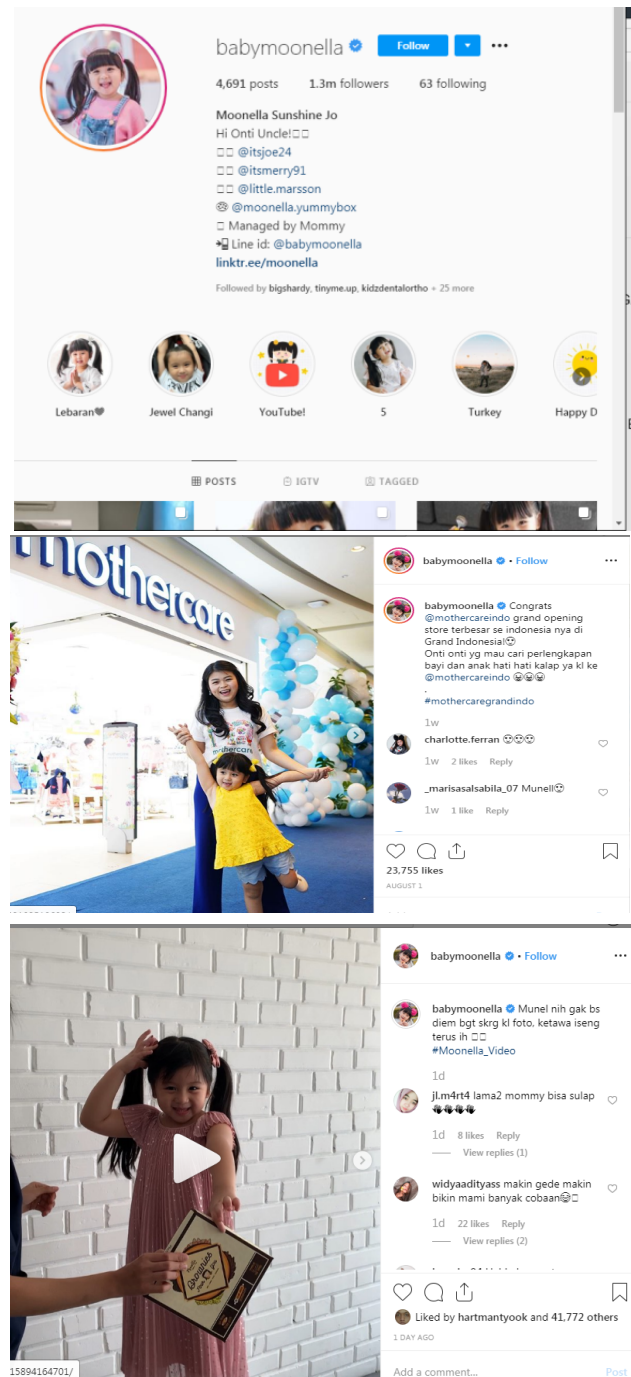 babymoonella Follow
4,691 posts 1.3m followers 63 following
Moonella Sunshine Jo
Hi Onti Uncle!
@itsjoe24
@itsmerry91
@little.marsson
@moonella.yummybox
Managed by Mommy
Line id: @babymoonella
linktr.ee/moonella
Followed by bigshardy, tinyme.up, kidzdentalortho + 25 more
Lebaran🖤 Jewel Changi YouTube! 5 Turkey Happy D
POSTS IGTV TAGGED
mothercare
mothercare
babymoonella • Follow
babymoonella Congrats
@mothercareindo grand opening
store terbesar se indonesia nya di
Grand Indonesia!😍
Onti onti yg mau cari perlengkapan
bayi dan anak hati hati kalap ya kl ke
@mothercareindo 😆😆😆
.
#mothercaregrandindo
1w
charlotte.ferran 😍😍😍
1w 2 likes Reply
_marisasalsabila_07 Munell😍
1w 1 like Reply
23,755 likes
AUGUST 1
Brownies
babymoonella • Follow
babymoonella Munel nih gak bs
diem bgt skrg kl foto, ketawa iseng
terus ih
#Moonella_Video
1d
jl.m4rt4 lama2 mommy bisa sulap
👏👏👏👏
1d 8 likes Reply
View replies (1)
widyaadityass makin gede makin
bikin mami banyak cobaan😂
1d 22 likes Reply
View replies (2)
Liked by hartmantyook and 41,772 others
1 DAY AGO
Add a comment... Post
15894164701/